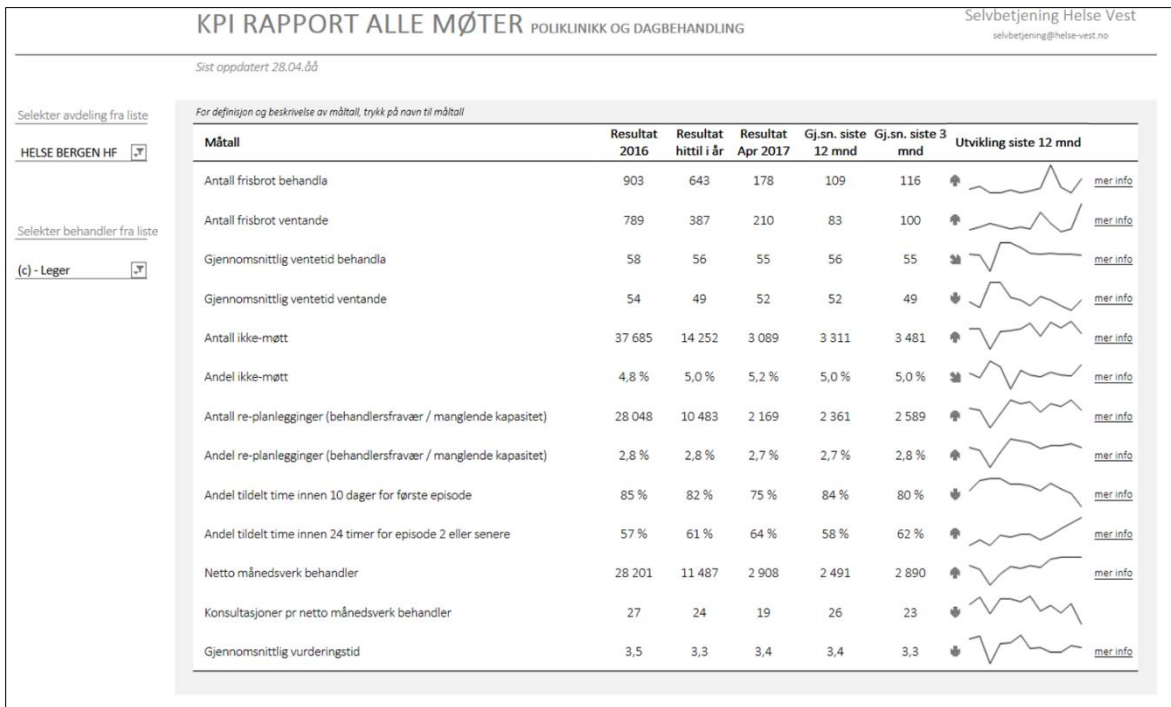 KPI RAPPORT ALLE MØTER POLIKLINIKK OG DAGBEHANDLING
Selvbetjening Helse Vest
selvbetjening@helse-vest.no
Sist oppdatert 28.04.åå
Selekter avdeling fra liste
HELSE BERGEN HF
Selekter behandler fra liste
(c) - Leger
For definisjon og beskrivelse av måltall, trykk på navn til måltall
Måtall Resultat 2016 Resultat hittil i år Resultat Apr 2017 Gj.sn. siste 12 mnd Gj.sn. siste 3 mnd Utvikling siste 12 mnd
Antall frisbrot behandla 903 643 178 109 116 mer info
Antall frisbrot ventande 789 387 210 83 100 mer info
Gjennomsnittlig ventetid behandla 58 56 55 56 55 mer info
Gjennomsnittlig ventetid ventande 54 49 52 52 49 mer info
Antall ikke-møtt 37 685 14 252 3 089 3 311 3 481 mer info
Andel ikke-møtt 4,8 % 5,0 % 5,2 % 5,0 % 5,0 % mer info
Antall re-planlegginger (behandlersfravær / manglende kapasitet) 28 048 10 483 2 169 2 361 2 589 mer info
Andel re-planlegginger (behandlersfravær / manglende kapasitet) 2,8 % 2,8 % 2,7 % 2,7 % 2,8 % mer info
Andel tildelt time innen 10 dager for første episode 85 % 82 % 75 % 84 % 80 % mer info
Andel tildelt time innen 24 timer for episode 2 eller senere 57 % 61 % 64 % 58 % 62 % mer info
Netto månedsverk behandler 28 201 11 487 2 908 2 491 2 890 mer info
Konsultasjoner pr netto månedsverk behandler 27 24 19 26 23
Gjennomsnittlig vurderingstid 3,5 3,3 3,4 3,4 3,3 mer info